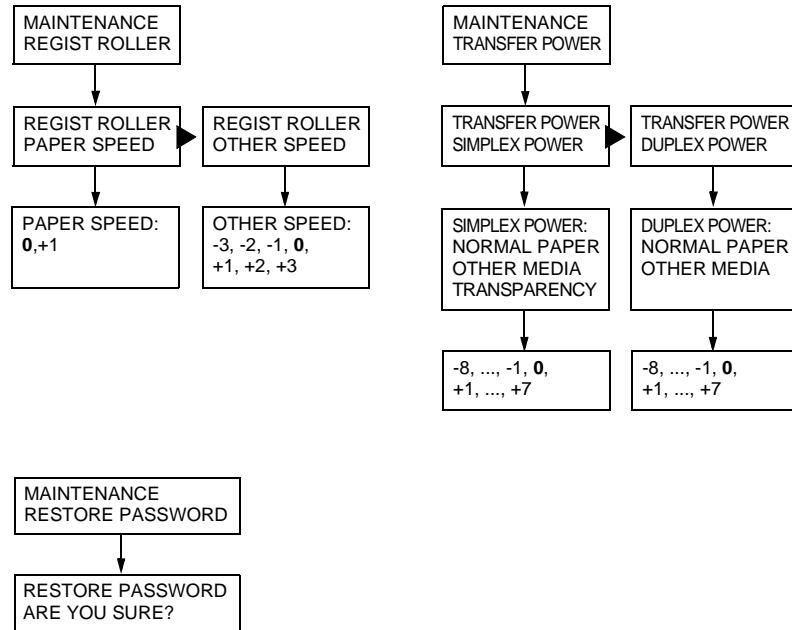 MAINTENANCE
REGIST ROLLER
REGIST ROLLER
PAPER SPEED
REGIST ROLLER
OTHER SPEED
PAPER SPEED:
0,+1
OTHER SPEED:
-3, -2, -1, 0,
+1, +2, +3
MAINTENANCE
TRANSFER POWER
TRANSFER POWER
SIMPLEX POWER
TRANSFER POWER
DUPLEX POWER
SIMPLEX POWER:
NORMAL PAPER
OTHER MEDIA
TRANSPARENCY
DUPLEX POWER:
NORMAL PAPER
OTHER MEDIA
-8, ..., -1, 0,
+1, ..., +7
-8, ..., -1, 0,
+1, ..., +7
MAINTENANCE
RESTORE PASSWORD
RESTORE PASSWORD
ARE YOU SURE?